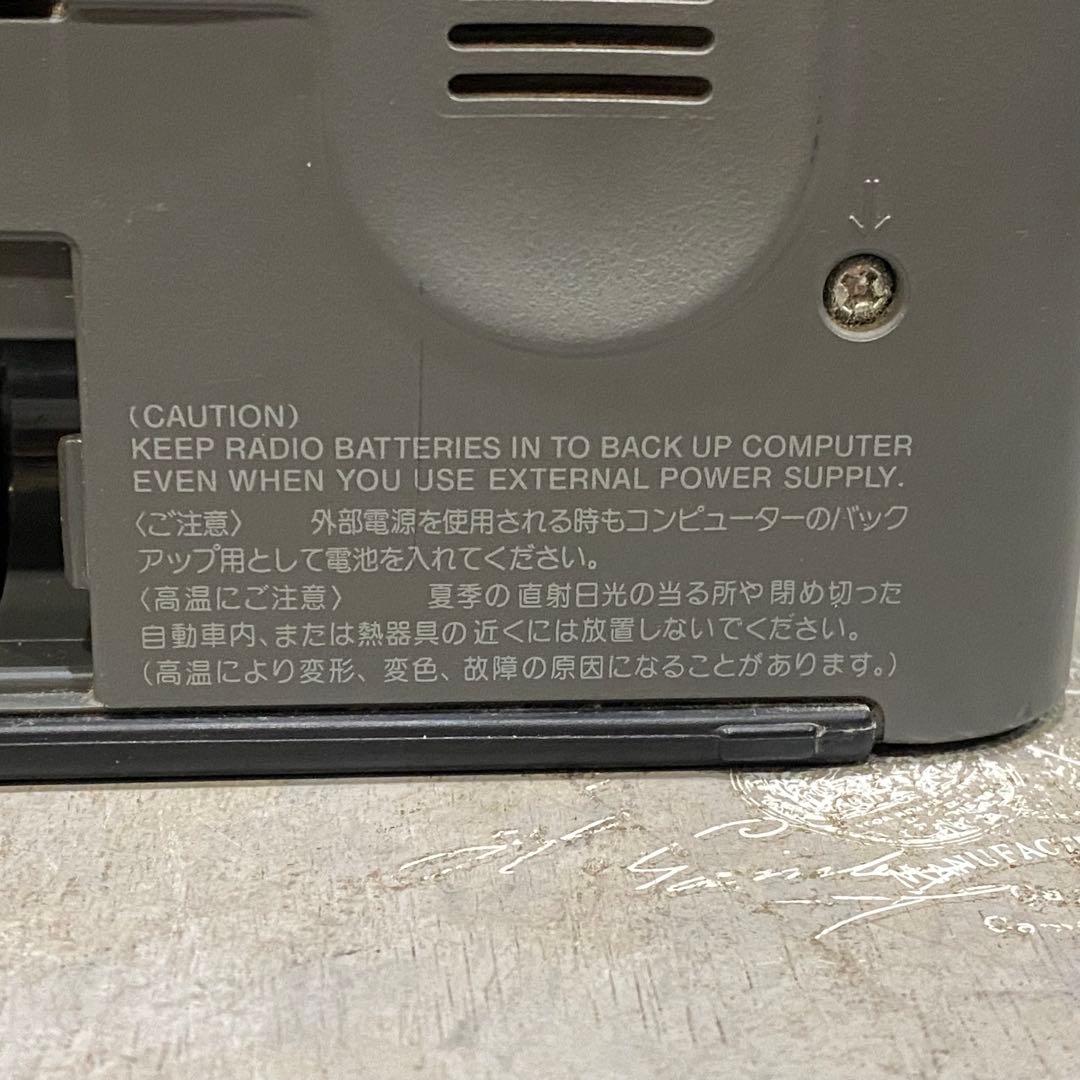 (CAUTION)
KEEP RADIO BATTERIES IN TO BACK UP COMPUTER
EVEN WHEN YOU USE EXTERNAL POWER SUPPLY.
〈ご注意〉 外部電源を使用される時もコンピューターのバック
アップ用として電池を入れてください。
〈高温にご注意〉 夏季の直射日光の当る所や閉め切った
自動車内、または熱器具の近くには放置しないでください。
(高温により変形、変色、故障の原因になることがあります。)